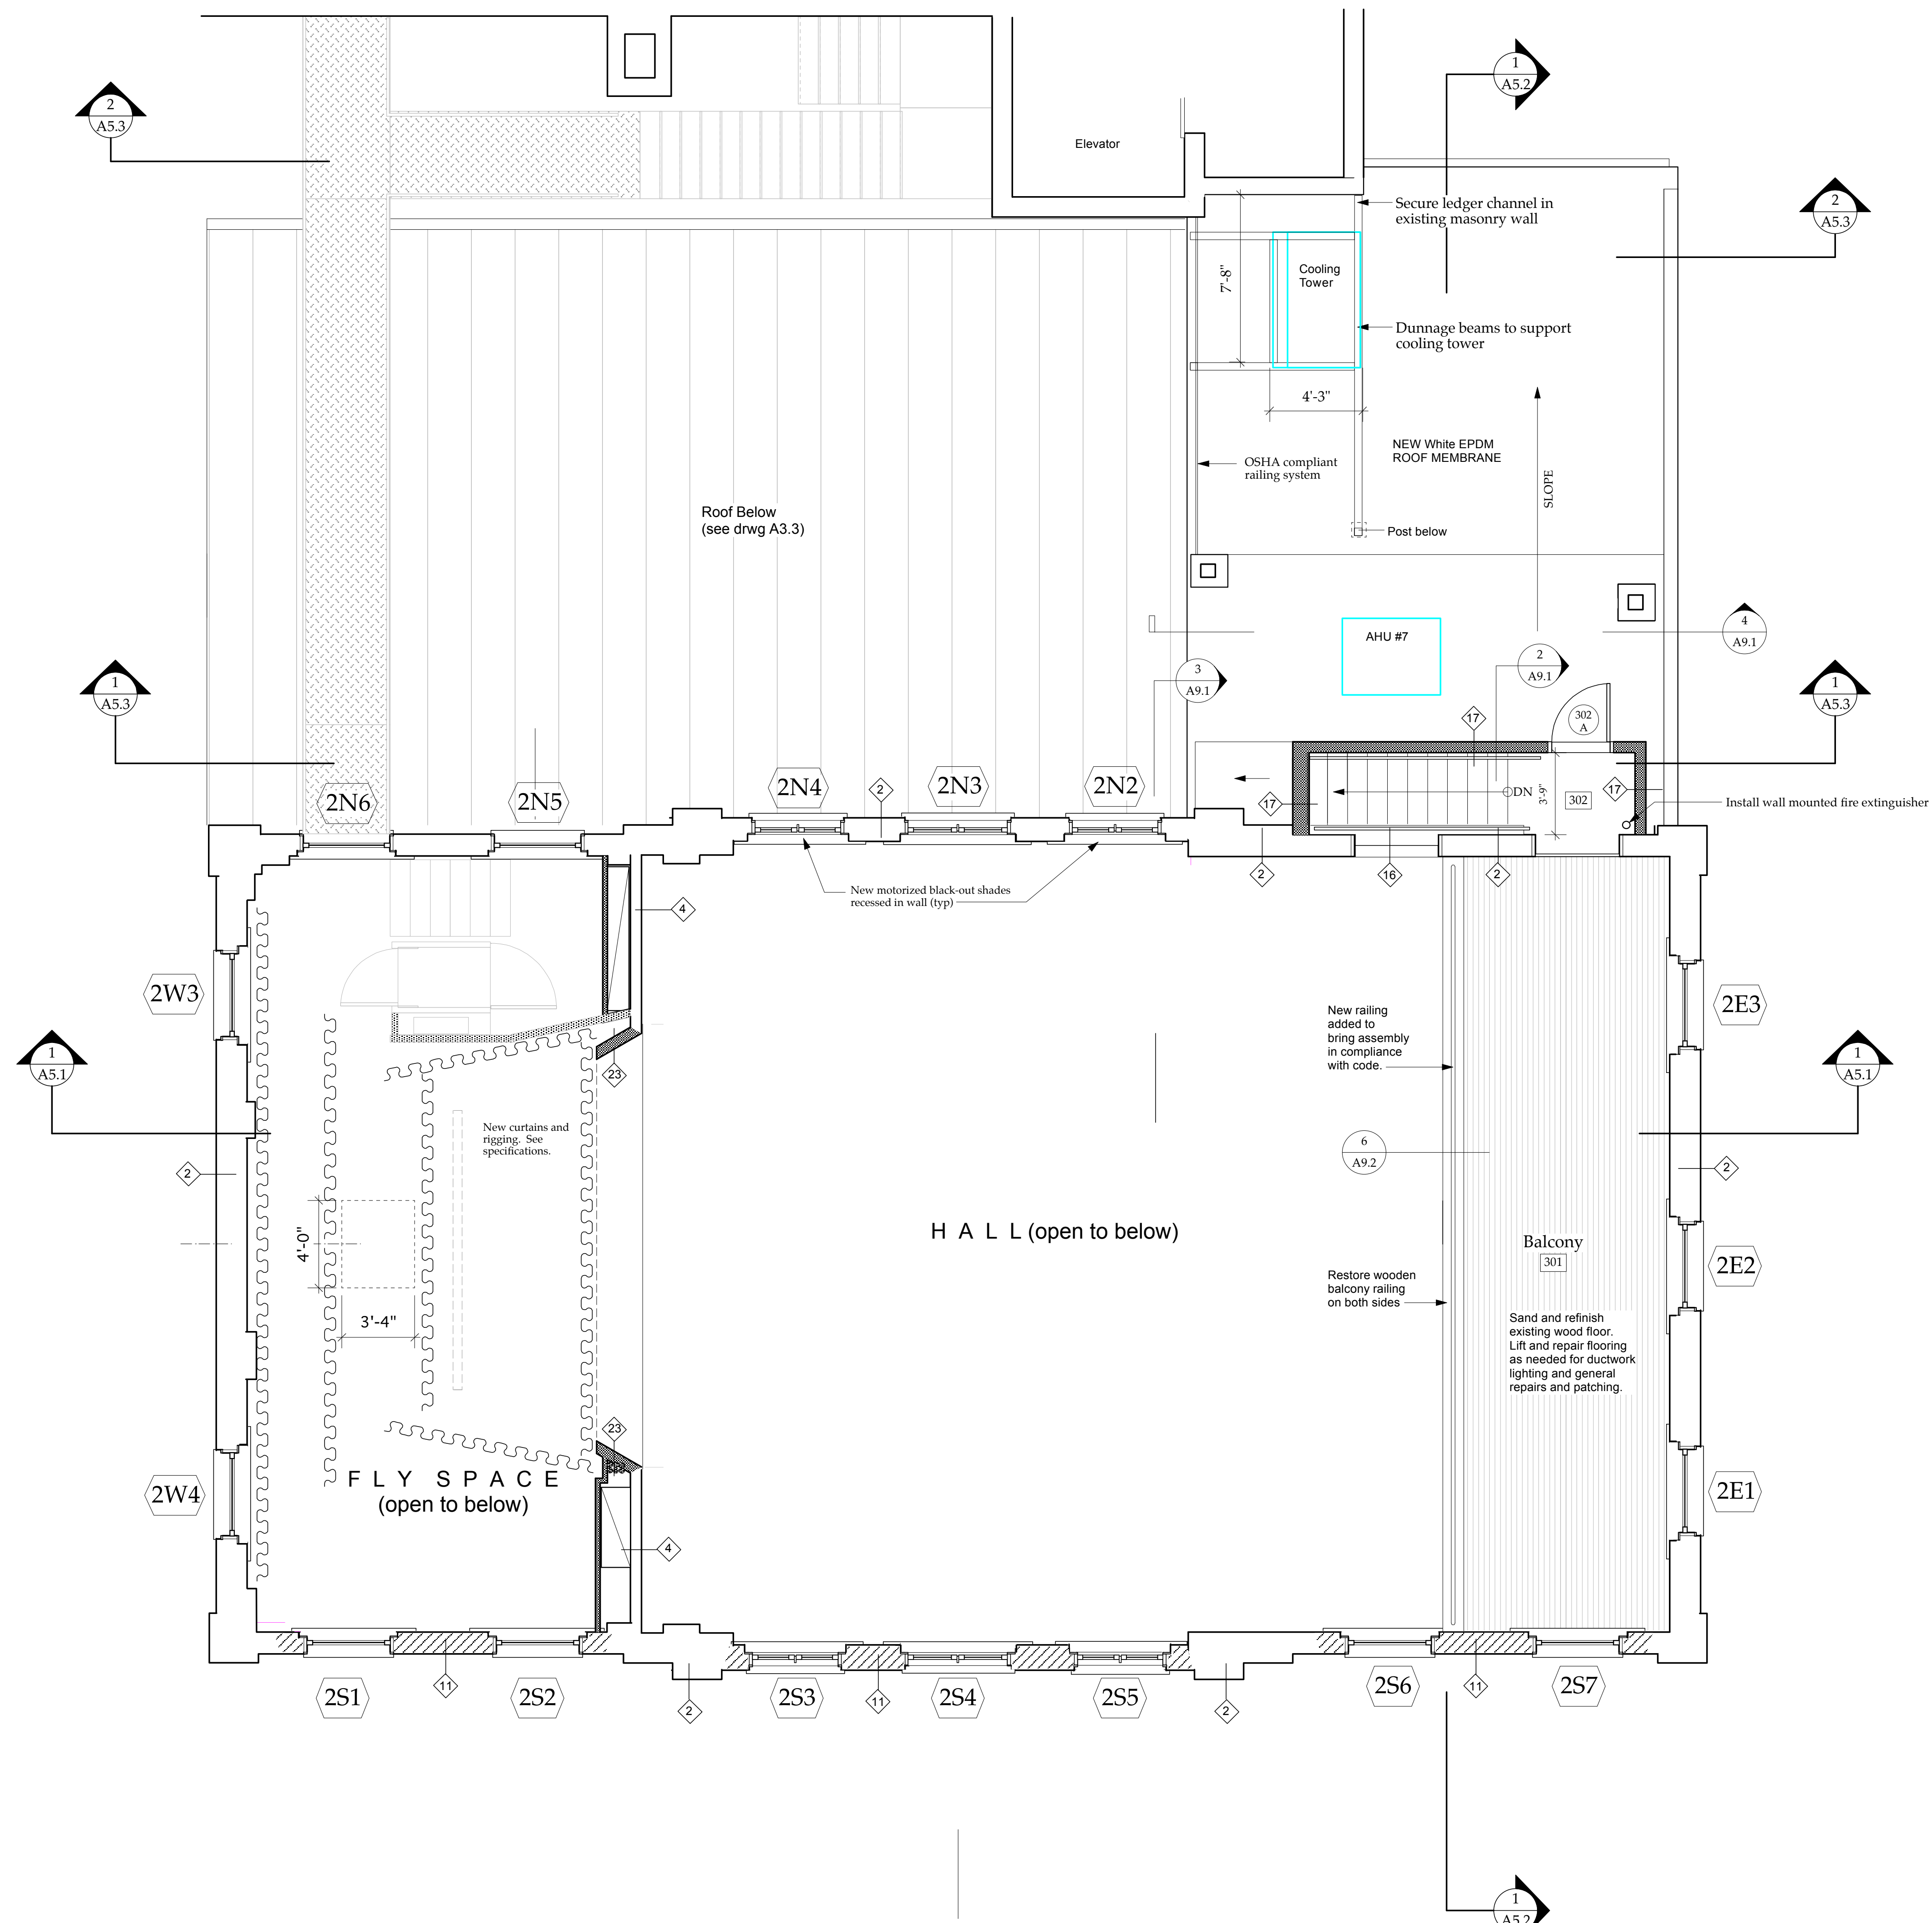 1
A5.2
2
A5.3
Elevator
2
A5.3
Secure ledger channel in
existing masonry wall
7'-8"
Cooling
Tower
Dunnage beams to support
cooling tower
4'-3"
NEW White EPDM
ROOF MEMBRANE
OSHA compliant
railing system
SLOPE
Roof Below
(see drwg A3.3)
Post below
4
A9.1
AHU #7
2
A9.1
3
A9.1
1
A5.3
1
A5.3
302
A
17
2N6
2N5
2N4
2
2N3
2N2
17
DN
3'-9"
302
17
Install wall mounted fire extinguisher
2
16
2
New motorized black-out shades
recessed in wall (typ)
4
2W3
2E3
New railing
added to
bring assembly
in compliance
with code.
1
A5.1
1
A5.1
23
New curtains and
rigging. See
specifications.
6
A9.2
2
2
4'-0"
H A L L (open to below)
Balcony
301
2E2
Restore wooden
balcony railing
on both sides
3'-4"
Sand and refinish
existing wood floor.
Lift and repair flooring
as needed for ductwork
lighting and general
repairs and patching.
23
F L Y S P A C E
(open to below)
2W4
2E1
4
2S1
11
2S2
2
2S3
11
2S4
2S5
2
2S6
11
2S7
1
A5.2